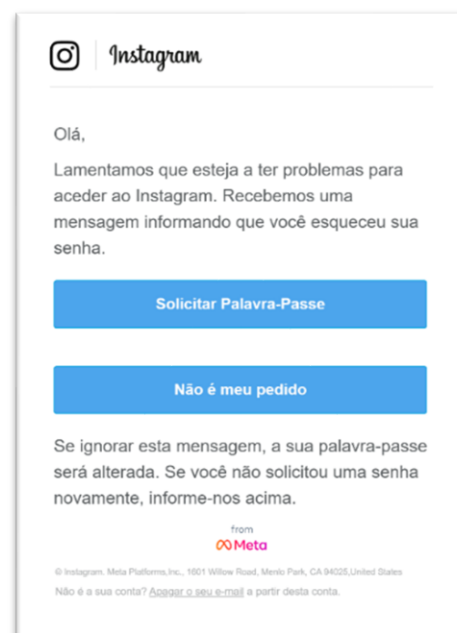 Instagram
Olá,
Lamentamos que esteja a ter problemas para
aceder ao Instagram. Recebemos uma
mensagem informando que você esqueceu sua
senha.
Solicitar Palavra-Passe
Não é meu pedido
Se ignorar esta mensagem, a sua palavra-passe
será alterada. Se você não solicitou uma senha
novamente, informe-nos acima.
from
Meta
© Instagram. Meta Platforms,Inc., 1601 Willow Road, Menlo Park, CA 94025,United States
Não é a sua conta? Apagar o seu e-mail a partir desta conta.